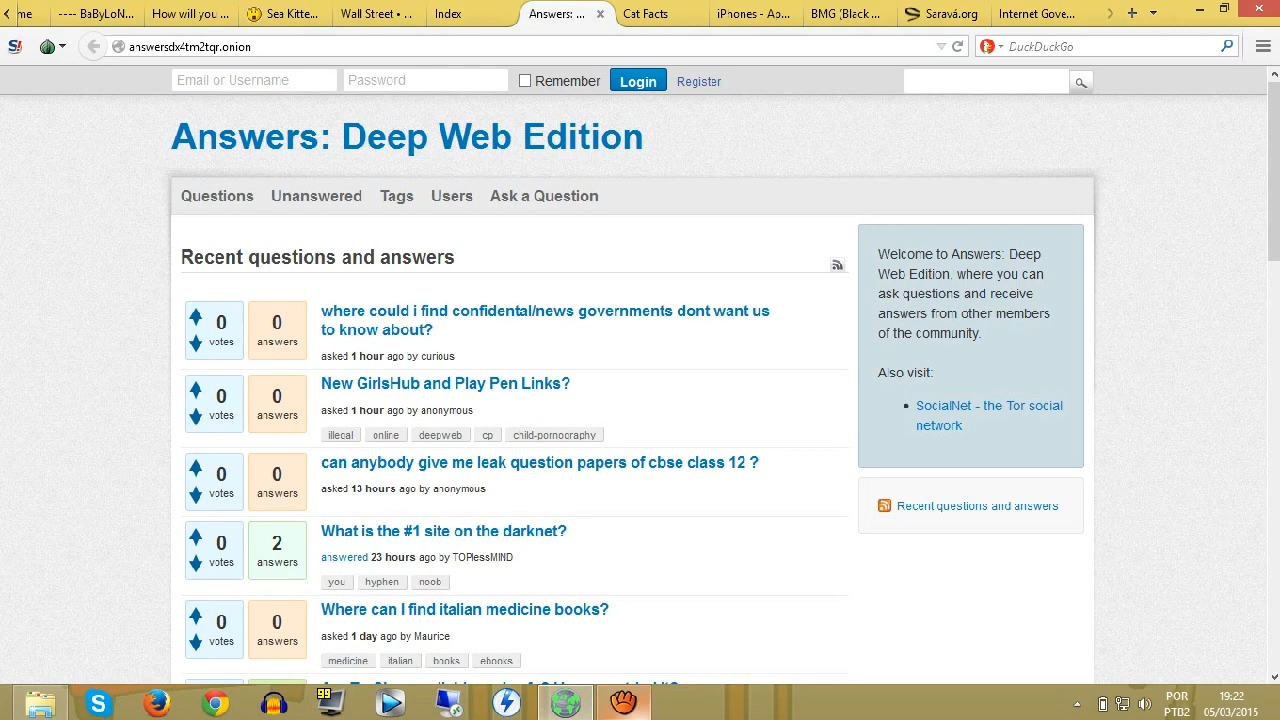 me
---- BaByLoN...
How will you ...
Sea Kitte...
Wall Street • ...
Index
Answers: ...
Cat Facts
iPhones - Ap...
BMG (Black ...
Saravá.org
Internet Gove...
answersdx4tm2tqr.onion
DuckDuckGo
Email or Username
Password
Remember
Login
Register
Answers: Deep Web Edition
Questions
Unanswered
Tags
Users
Ask a Question
Recent questions and answers
0
votes
0
answers
where could i find confidental/news governments dont want us
to know about?
asked 1 hour ago by curious
0
votes
0
answers
New GirlsHub and Play Pen Links?
asked 1 hour ago by anonymous
illegal
online
deepweb
cp
child-pornography
0
votes
0
answers
can anybody give me leak question papers of cbse class 12 ?
asked 13 hours ago by anonymous
0
votes
2
answers
What is the #1 site on the darknet?
answered 23 hours ago by TOPlessMIND
you
hyphen
noob
0
votes
0
answers
Where can I find italian medicine books?
asked 1 day ago by Maurice
medicine
italian
books
ebooks
Welcome to Answers: Deep
Web Edition, where you can
ask questions and receive
answers from other members
of the community.
Also visit:
SocialNet - the Tor social
network
Recent questions and answers
99
POR
PTB2
19:22
05/03/2015